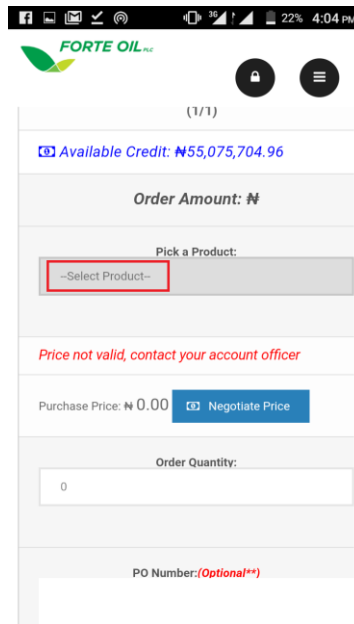 3G 22% 4:04 PM
FORTE OIL PLC
(1/1)
Available Credit: ₦55,075,704.96
Order Amount: ₦
Pick a Product:
--Select Product--
Price not valid, contact your account officer
Purchase Price: ₦ 0.00 Negotiate Price
Order Quantity:
0
PO Number:(Optional**)